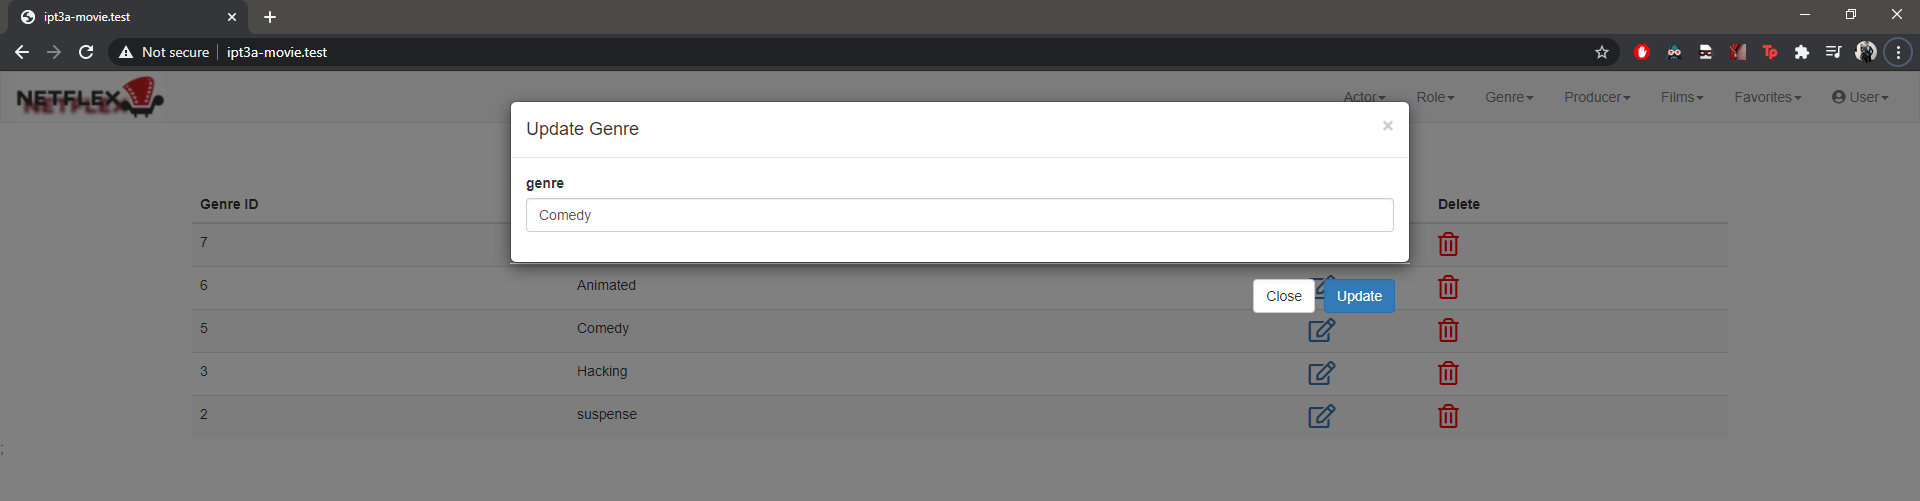 ipt3a-movie.test
Not secure ipt3a-movie.test
NETFLEX
NETFLEX
Actor Role Genre Producer Films Favorites User
Update Genre ×
genre
Comedy
Genre ID Delete
7
6 Animated
Close Update
5 Comedy
3 Hacking
2 suspense
;